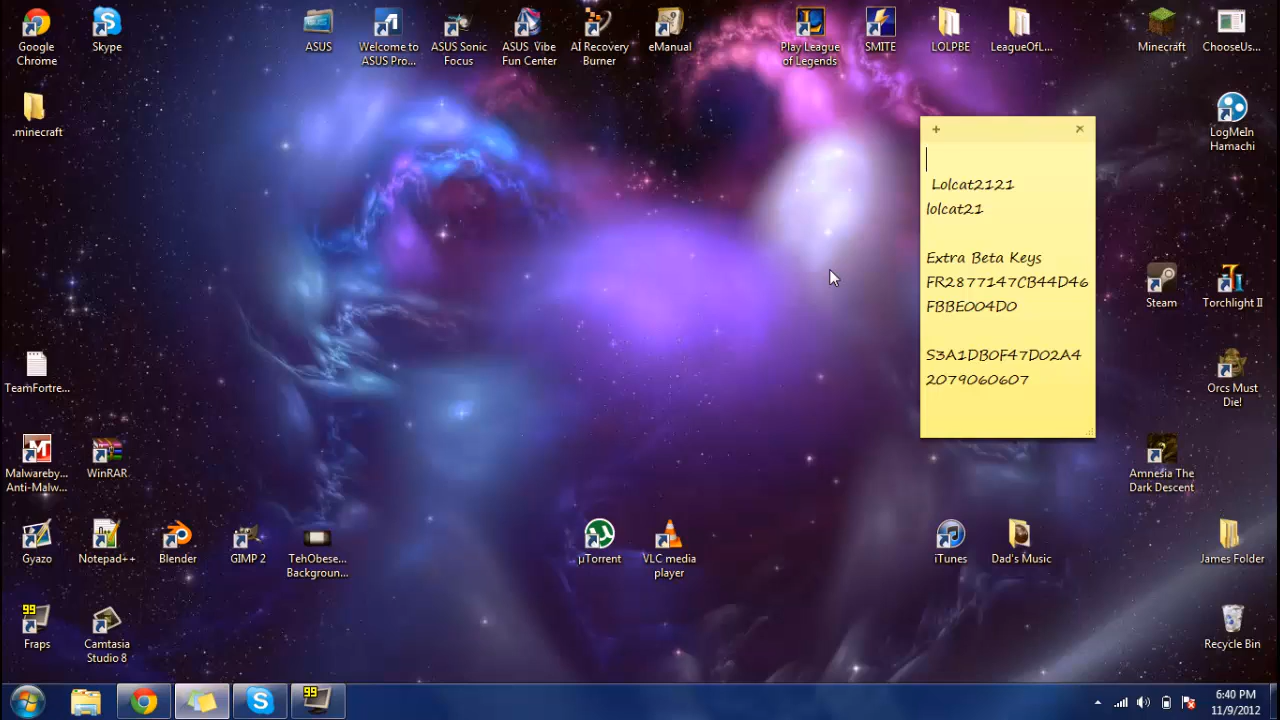 Google
Chrome
Skype
ASUS
Welcome to
ASUS Pro...
ASUS Sonic
Focus
ASUS Vibe
Fun Center
AI Recovery
Burner
eManual
Play League
of Legends
SMITE
LOLPBE
LeagueOfL...
Minecraft
ChooseUs...
.minecraft
LogMeIn
Hamachi
+
×
Lolcat2121
lolcat21
Extra Beta Keys
FR2877147CB44D46
FBBE004D0
S3A1DB0F47D02A4
2079060607
Steam
Torchlight II
TeamFortre...
Orcs Must
Die!
Malwareby...
Anti-Malw...
WinRAR
Amnesia The
Dark Descent
Gyazo
Notepad++
Blender
GIMP 2
TehObese...
Backgroun...
µTorrent
VLC media
player
iTunes
Dad's Music
James Folder
99
Fraps
Camtasia
Studio 8
Recycle Bin
99
6:40 PM
11/9/2012